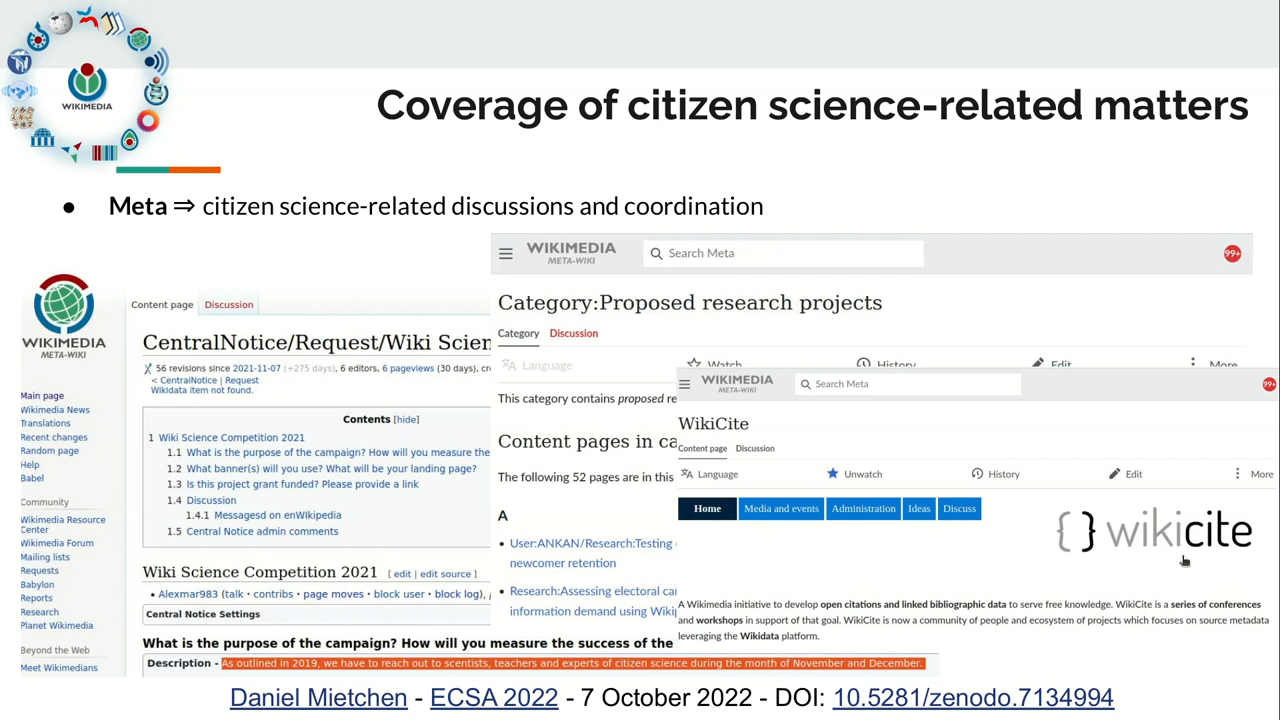 WIKIMEDIA
Coverage of citizen science-related matters
● Meta ⇒ citizen science-related discussions and coordination
WIKIMEDIA
META-WIKI
Main page
Wikimedia News
Translations
Recent changes
Random page
Help
Babel
Community
Wikimedia Resource
Center
Wikimedia Forum
Mailing lists
Requests
Babylon
Reports
Research
Planet Wikimedia
Beyond the Web
Meet Wikimedians
Content page Discussion
CentralNotice/Request/Wiki Scien
56 revisions since 2021-11-07 (+275 days), 6 editors, 6 pageviews (30 days), cr
< CentralNotice | Request
Wikidata item not found.
Contents [hide]
1 Wiki Science Competition 2021
1.1 What is the purpose of the campaign? How will you measure the
1.2 What banner(s) will you use? What will be your landing page?
1.3 Is this project grant funded? Please provide a link
1.4 Discussion
1.4.1 Messagesd on enWIkipedia
1.5 Central Notice admin comments
Wiki Science Competition 2021 [ edit | edit source ]
• Alexmar983 (talk · contribs · page moves · block user · block log),
Central Notice Settings
What is the purpose of the campaign? How will you measure the success of the
Description - As outlined in 2019, we have to reach out to scentists, teachers and experts of citizen science during the month of November and December.
WIKIMEDIA
META-WIKI
Search Meta
99+
Category:Proposed research projects
Category Discussion
Language Watch History Edit More
This category contains proposed re
Content pages in ca
The following 52 pages are in this
A
• User:ANKAN/Research:Testing
newcomer retention
• Research:Assessing electoral ca
information demand using Wikip
WIKIMEDIA
META-WIKI
Search Meta
99+
WikiCite
Content page Discussion
Language Unwatch History Edit More
Home Media and events Administration Ideas Discuss
{ } wikicite
A Wikimedia initiative to develop open citations and linked bibliographic data to serve free knowledge. WikiCite is a series of conferences
and workshops in support of that goal. WikiCite is now a community of people and ecosystem of projects which focuses on source metadata
leveraging the Wikidata platform.
Daniel Mietchen - ECSA 2022 - 7 October 2022 - DOI: 10.5281/zenodo.7134994